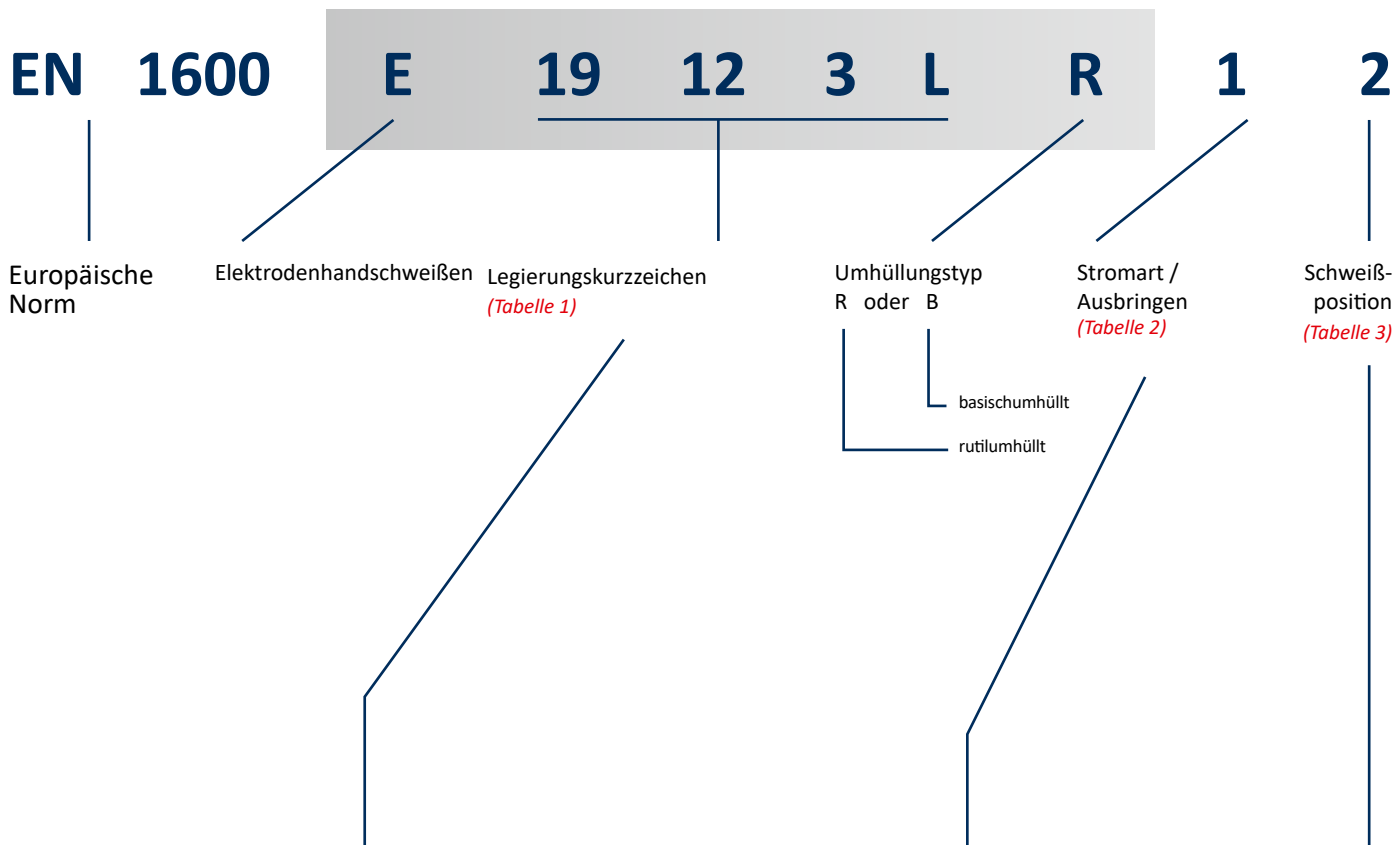 EN 1600 E 19 12 3 L R 1 2
Europäische
Norm
Elektrodenhandschweißen
Legierungskurzzeichen
(Tabelle 1)
Umhüllungstyp
R oder B
basischumhüllt
rutilumhüllt
Stromart /
Ausbringen
(Tabelle 2)
Schweiß-
position
(Tabelle 3)